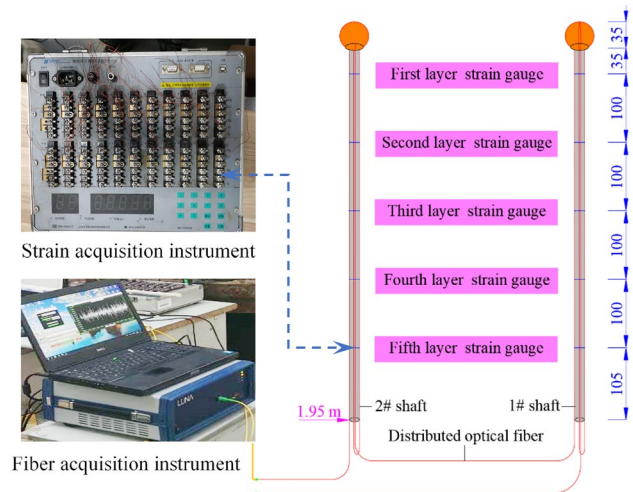 Strain acquisition instrument
LUNA
Fiber acquisition instrument
First layer strain gauge
Second layer strain gauge
Third layer strain gauge
Fourth layer strain gauge
Fifth layer strain gauge
1.95 m
2# shaft
1# shaft
Distributed optical fiber
35
35
100
100
100
100
105